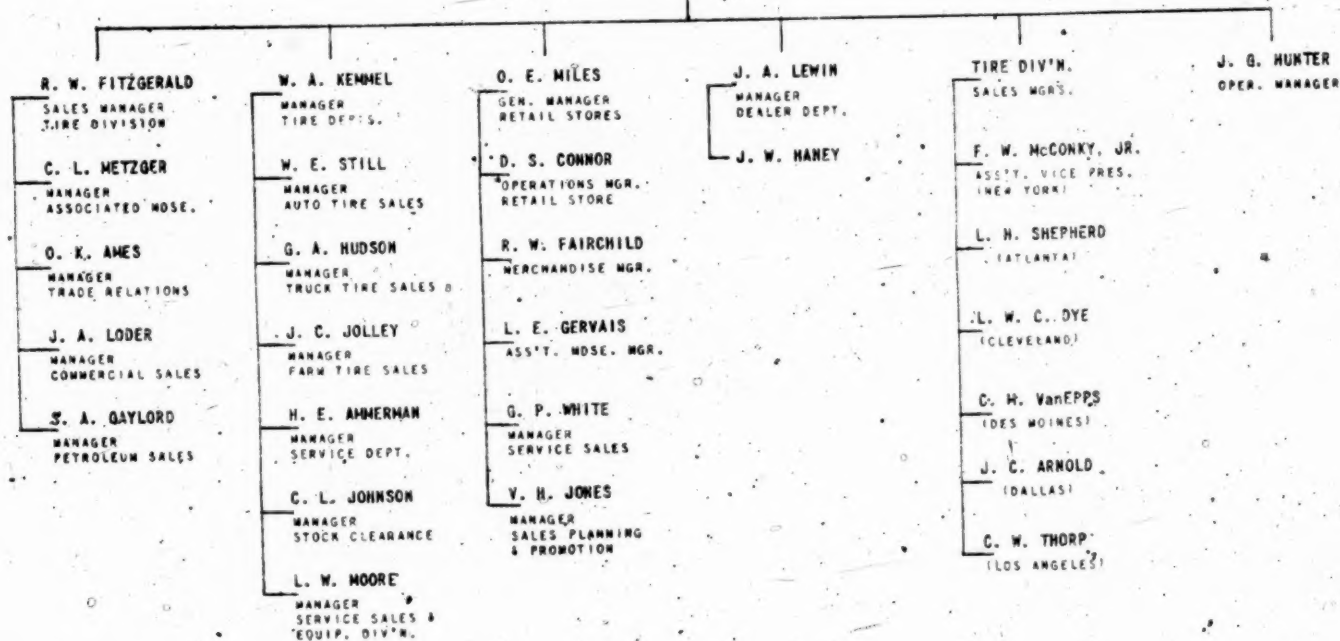 R. W. FITZGERALD
SALES MANAGER
TIRE DIVISION
C. L. METZGER
MANAGER
ASSOCIATED MDSE.
O. K. AMES
MANAGER
TRADE RELATIONS
J. A. LODER
MANAGER
COMMERCIAL SALES
S. A. GAYLORD
MANAGER
PETROLEUM SALES
W. A. KEMMEL
MANAGER
TIRE DEPTS.
W. E. STILL
MANAGER
AUTO TIRE SALES
G. A. HUDSON
MANAGER
TRUCK TIRE SALES
J. C. JOLLEY
MANAGER
FARM TIRE SALES
H. E. AMMERMAN
MANAGER
SERVICE DEPT.
C. L. JOHNSON
MANAGER
STOCK CLEARANCE
L. W. MOORE
MANAGER
SERVICE SALES &
EQUIP. DIV'N.
O. E. MILES
GEN. MANAGER
RETAIL STORES
D. S. CONNOR
OPERATIONS MGR.
RETAIL STORE
R. W. FAIRCHILD
MERCHANDISE MGR.
L. E. GERVAIS
ASS'T. MDSE. MGR.
G. P. WHITE
MANAGER
SERVICE SALES
V. H. JONES
MANAGER
SALES PLANNING
& PROMOTION
J. A. LEWIN
MANAGER
DEALER DEPT.
J. W. HANEY
TIRE DIV'N.
SALES MGRS.
F. W. McCONKY, JR.
ASS'T. VICE PRES.
(NEW YORK)
L. H. SHEPHERD
(ATLANTA)
L. W. C. DYE
(CLEVELAND)
C. H. VanEPPS
(DES MOINES)
J. C. ARNOLD
(DALLAS)
C. W. THORP
(LOS ANGELES)
J. G. HUNTER
OPER. MANAGER